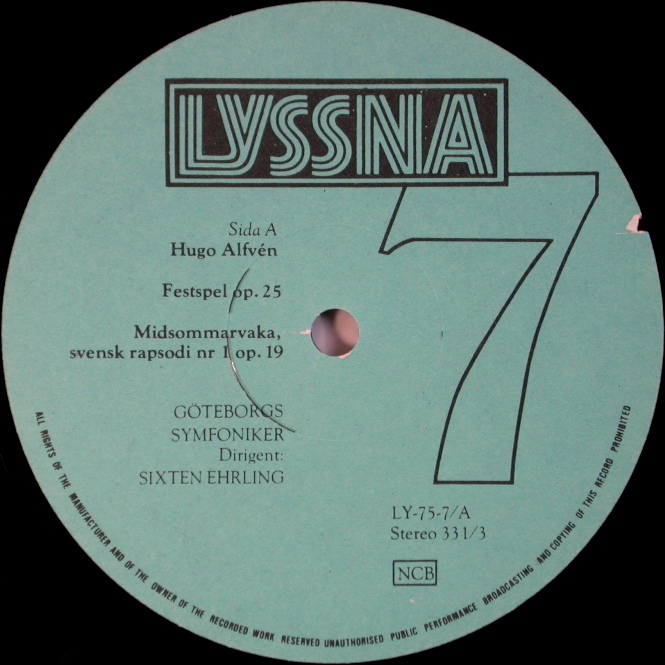 LYSSNA
7
Sida A
Hugo Alfvén
Festspel op. 25
Midsommarvaka,
svensk rapsodi nr 1 op. 19
GÖTEBORGS
SYMFONIKER
Dirigent:
SIXTEN EHRLING
LY-75-7/A
Stereo 33 1/3
NCB
ALL RIGHTS OF THE MANUFACTURER AND OF THE OWNER OF THE RECORDED WORK RESERVED UNAUTHORISED PUBLIC PERFORMANCE BROADCASTING AND COPYING OF THIS RECORD PROHIBITED